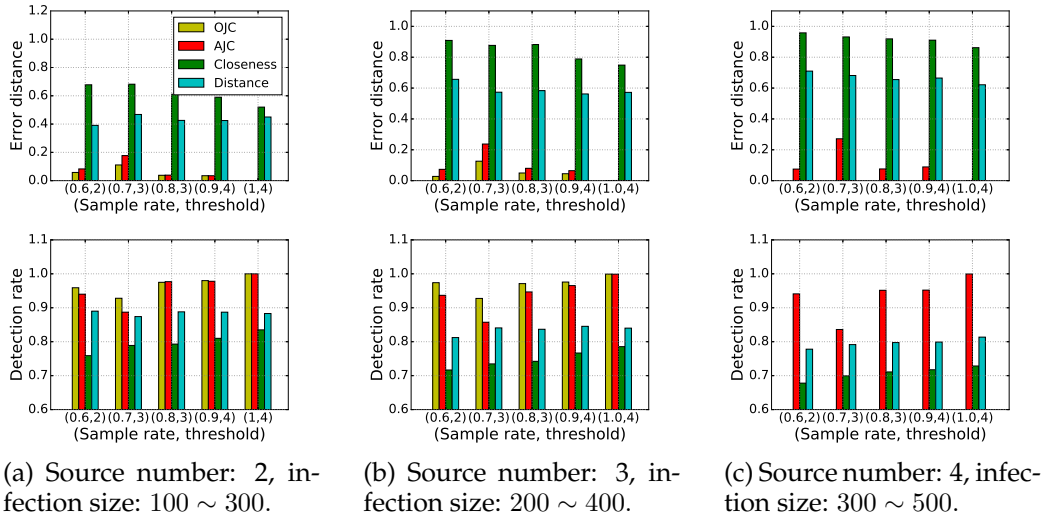 1.2
1.0
0.8
0.6
0.4
0.2
0.0
Error distance
OJC
AJC
Closeness
Distance
(0.6,2) (0.7,3) (0.8,3) (0.9,4) (1,4)
(Sample rate, threshold)
1.1
1.0
0.9
0.8
0.7
0.6
Detection rate
(0.6,2) (0.7,3) (0.8,3) (0.9,4) (1,4)
(Sample rate, threshold)
(a) Source number: 2, in-
fection size: 100 ∼ 300.
1.0
0.8
0.6
0.4
0.2
0.0
Error distance
(0.6,2) (0.7,3) (0.8,3) (0.9,4) (1.0,4)
(Sample rate, threshold)
1.1
1.0
0.9
0.8
0.7
0.6
Detection rate
(0.6,2) (0.7,3) (0.8,3) (0.9,4) (1.0,4)
(Sample rate, threshold)
(b) Source number: 3, in-
fection size: 200 ∼ 400.
1.0
0.8
0.6
0.4
0.2
0.0
Error distance
(0.6,2) (0.7,3) (0.8,3) (0.9,4) (1.0,4)
(Sample rate, threshold)
1.1
1.0
0.9
0.8
0.7
0.6
Detection rate
(0.6,2) (0.7,3) (0.8,3) (0.9,4) (1.0,4)
(Sample rate, threshold)
(c) Source number: 4, infec-
tion size: 300 ∼ 500.